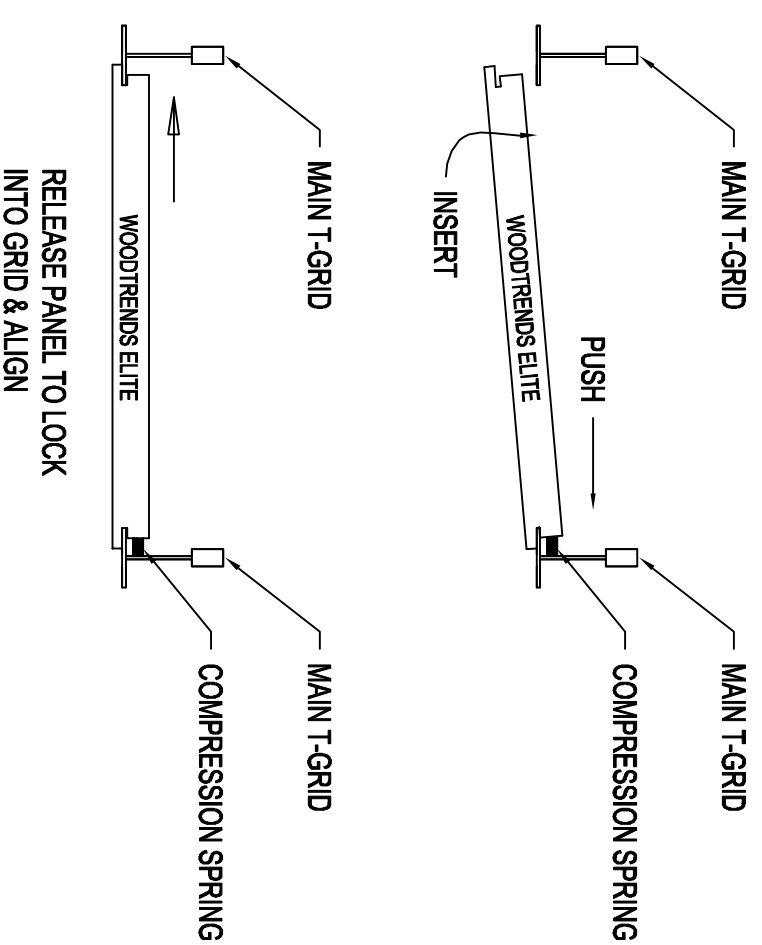 MAIN T-GRID
MAIN T-GRID
COMPRESSION SPRING
PUSH
WOODTRENDS ELITE
INSERT
MAIN T-GRID
MAIN T-GRID
COMPRESSION SPRING
WOODTRENDS ELITE
RELEASE PANEL TO LOCK
INTO GRID & ALIGN